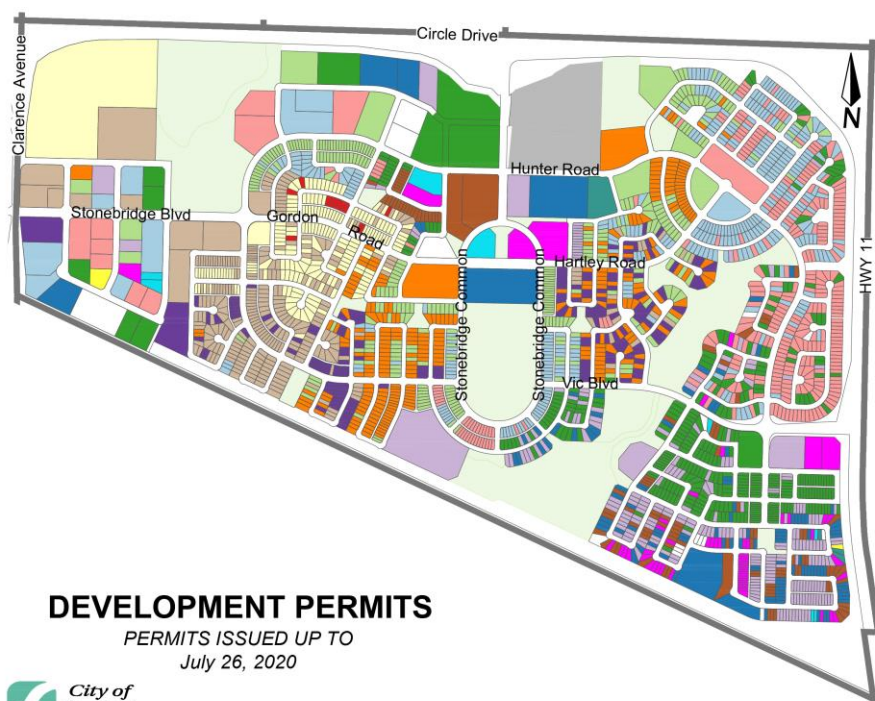 Circle Drive
Clarence Avenue
N
Hunter Road
Stonebridge Blvd
Gordon
Road
Hartley Road
HWY 11
Stonebridge Common
Stonebridge Common
Vic Blvd
DEVELOPMENT PERMITS
PERMITS ISSUED UP TO
July 26, 2020
City of